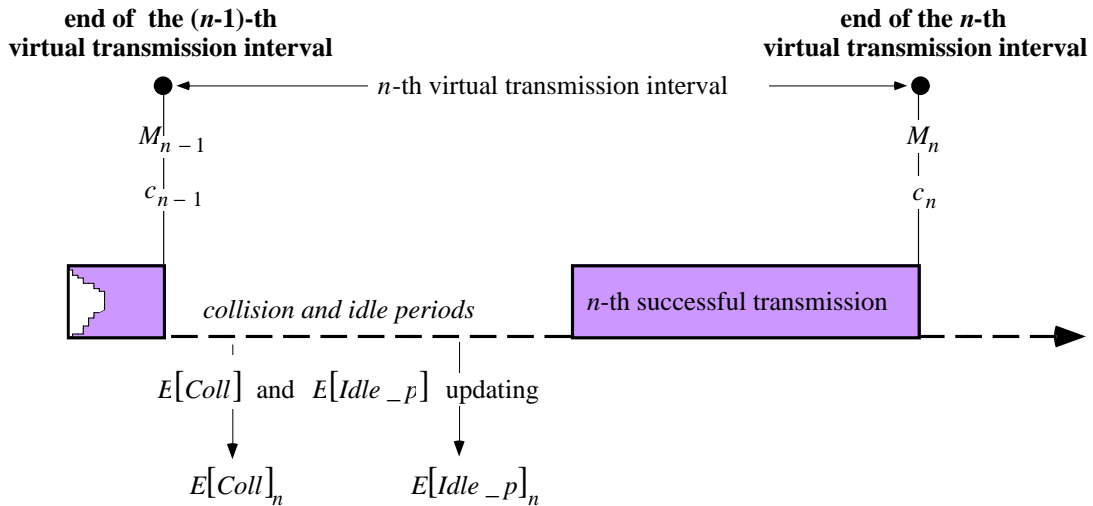 end of the (n-1)-th
virtual transmission interval
end of the n-th
virtual transmission interval
n-th virtual transmission interval
M_{n-1}
M_n
c_{n-1}
c_n
collision and idle periods
n-th successful transmission
E[Coll] and E[Idle_p] updating
E[Coll]_n
E[Idle_p]_n